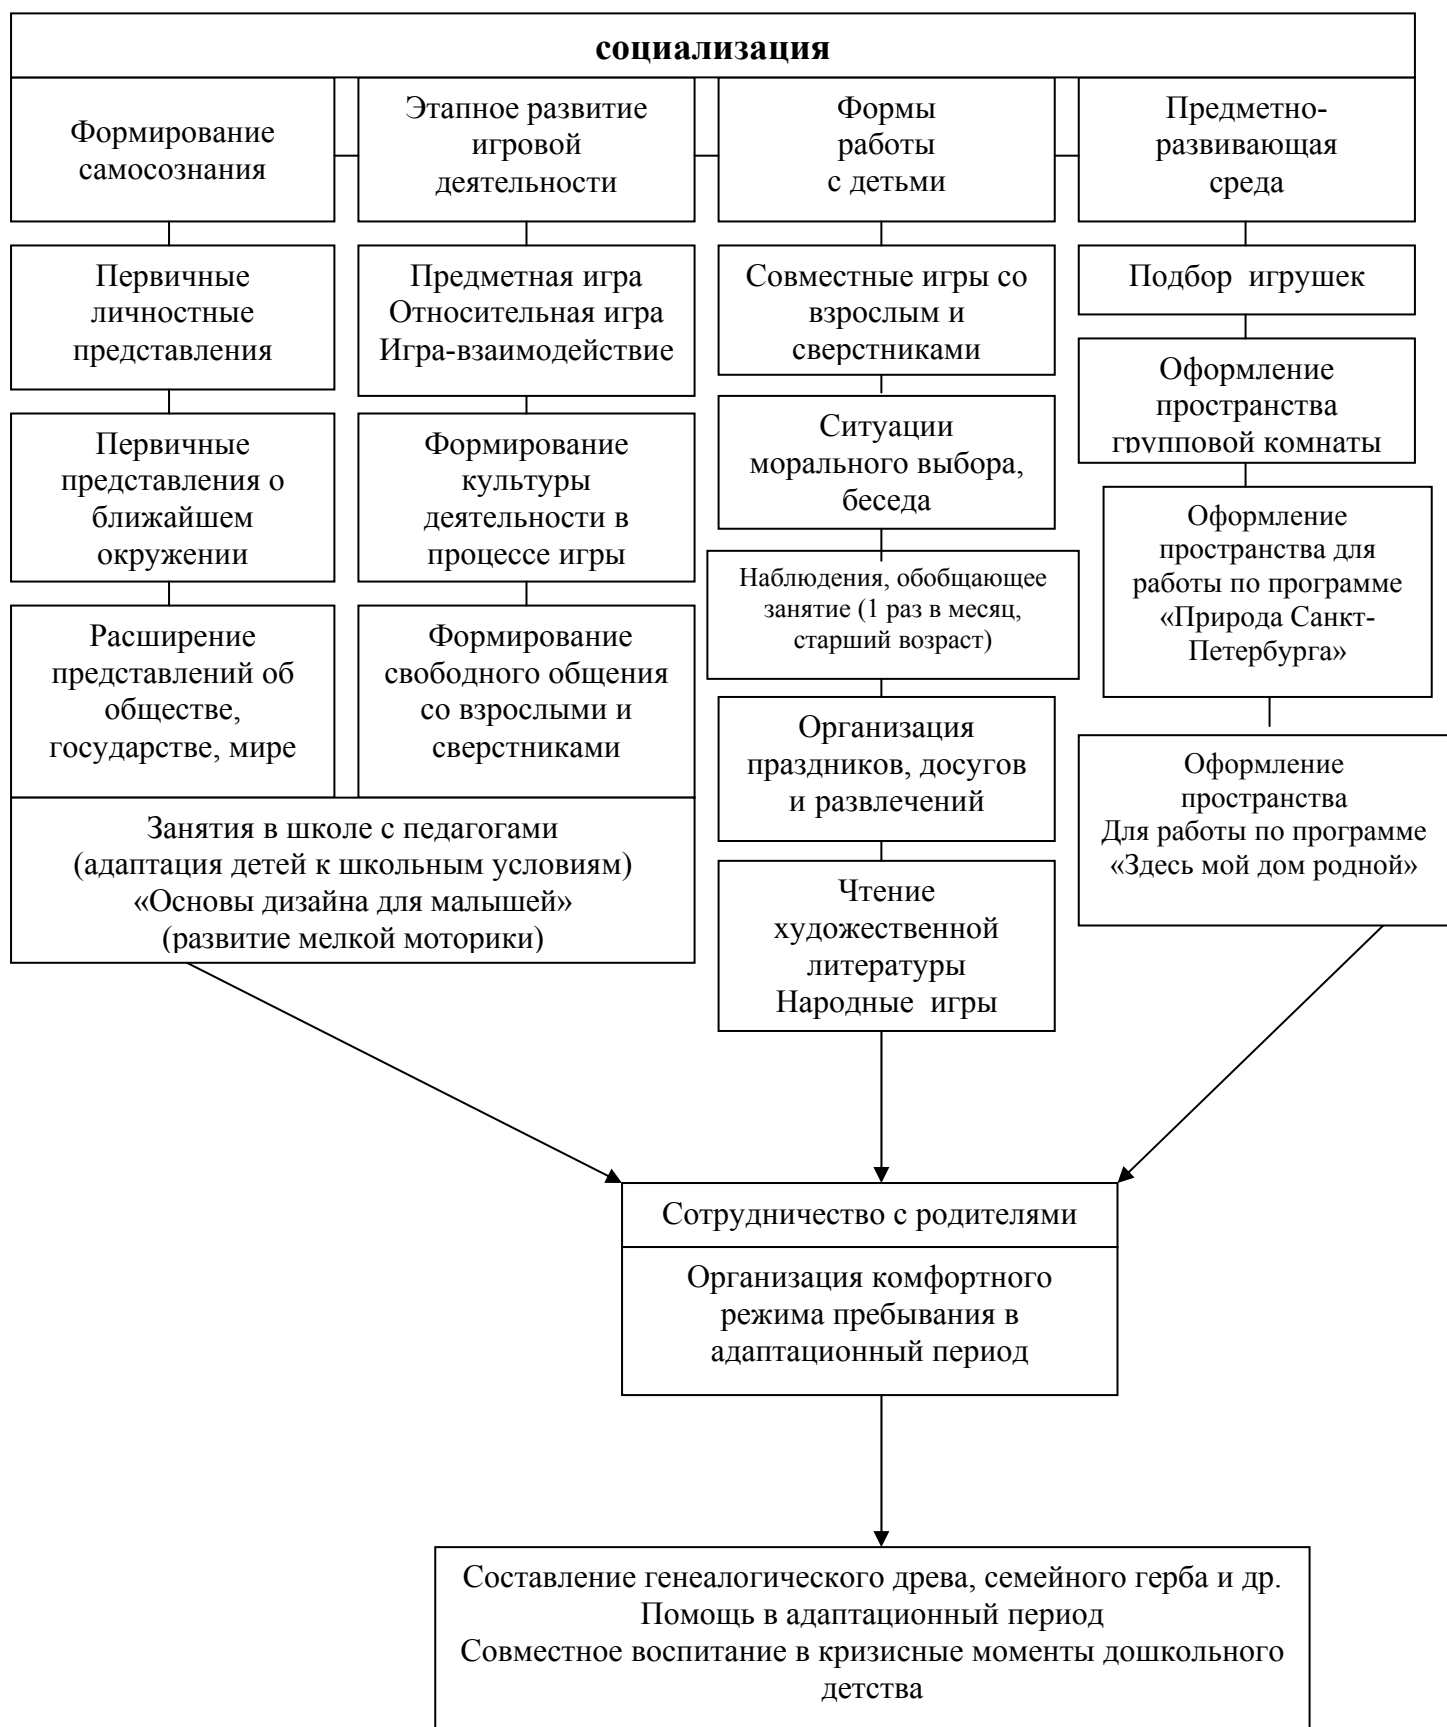 социализация
Формирование
самосознания
Этапное развитие
игровой
деятельности
Формы
работы
с детьми
Предметно-
развивающая
среда
Первичные
личностные
представления
Первичные
представления о
ближайшем
окружении
Расширение
представлений об
обществе,
государстве, мире
Предметная игра
Относительная игра
Игра-взаимодействие
Формирование
культуры
деятельности в
процессе игры
Формирование
свободного общения
со взрослыми и
сверстниками
Занятия в школе с педагогами
(адаптация детей к школьным условиям)
«Основы дизайна для малышей»
(развитие мелкой моторики)
Совместные игры со
взрослым и
сверстниками
Ситуации
морального выбора,
беседа
Наблюдения, обобщающее
занятие (1 раз в месяц,
старший возраст)
Организация
праздников, досугов
и развлечений
Чтение
художественной
литературы
Народные игры
Подбор игрушек
Оформление
пространства
групповой комнаты
Оформление
пространства для
работы по программе
«Природа Санкт-
Петербурга»
Оформление
пространства
Для работы по программе
«Здесь мой дом родной»
Сотрудничество с родителями
Организация комфортного
режима пребывания в
адаптационный период
Составление генеалогического древа, семейного герба и др.
Помощь в адаптационный период
Совместное воспитание в кризисные моменты дошкольного
детства